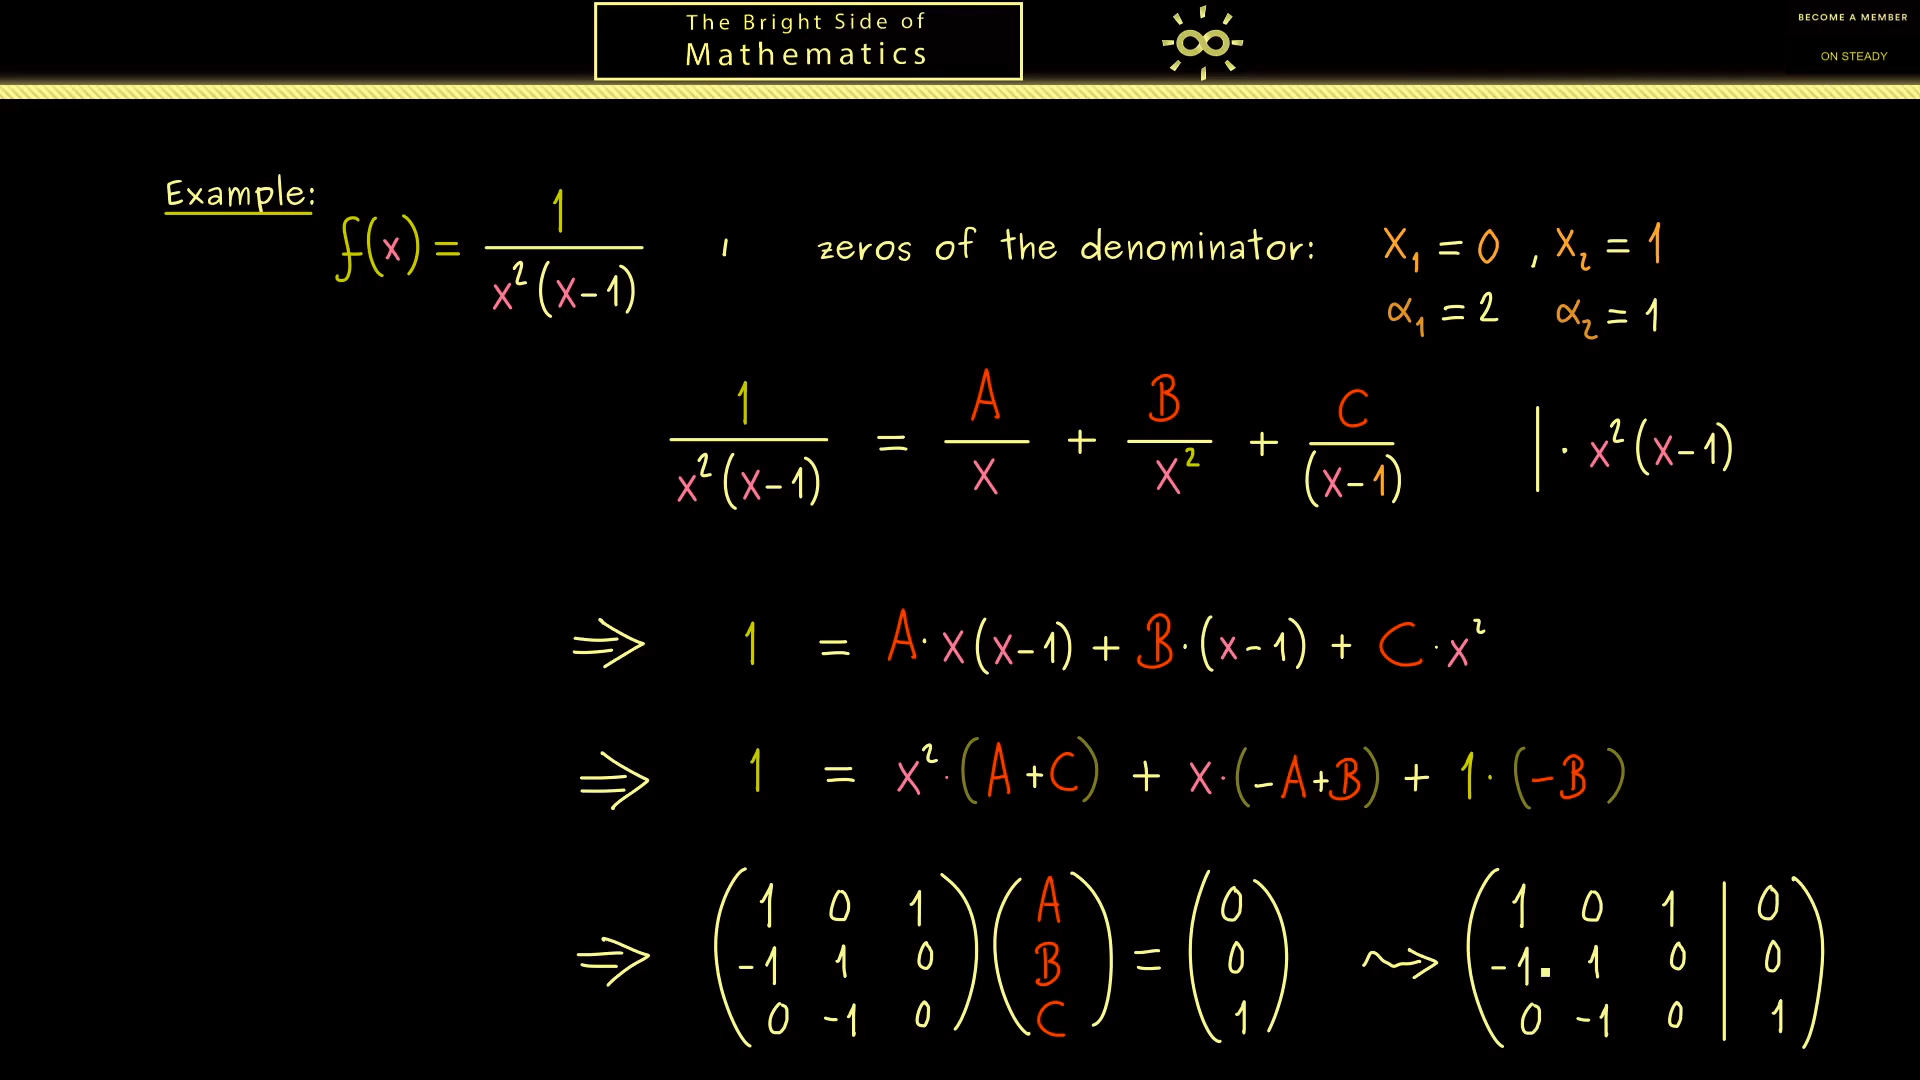 The Bright Side of
Mathematics
BECOME A MEMBER
ON STEADY
Example:
f(x) = 1 / x²(x-1) , zeros of the denominator: x₁ = 0 , x₂ = 1
α₁ = 2 α₂ = 1
1 / x²(x-1) = A / x + B / x² + C / (x-1) | · x²(x-1)
⇒ 1 = A · x(x-1) + B · (x-1) + C · x²
⇒ 1 = x² · (A+C) + x · (-A+B) + 1 · (-B)
⇒ ( 1 0 1 ) ( A ) = ( 0 ) ⇝ ( 1 0 1 | 0 )
( -1 1 0 ) ( B ) ( 0 ) ( -1 1 0 | 0 )
( 0 -1 0 ) ( C ) ( 1 ) ( 0 -1 0 | 1 )